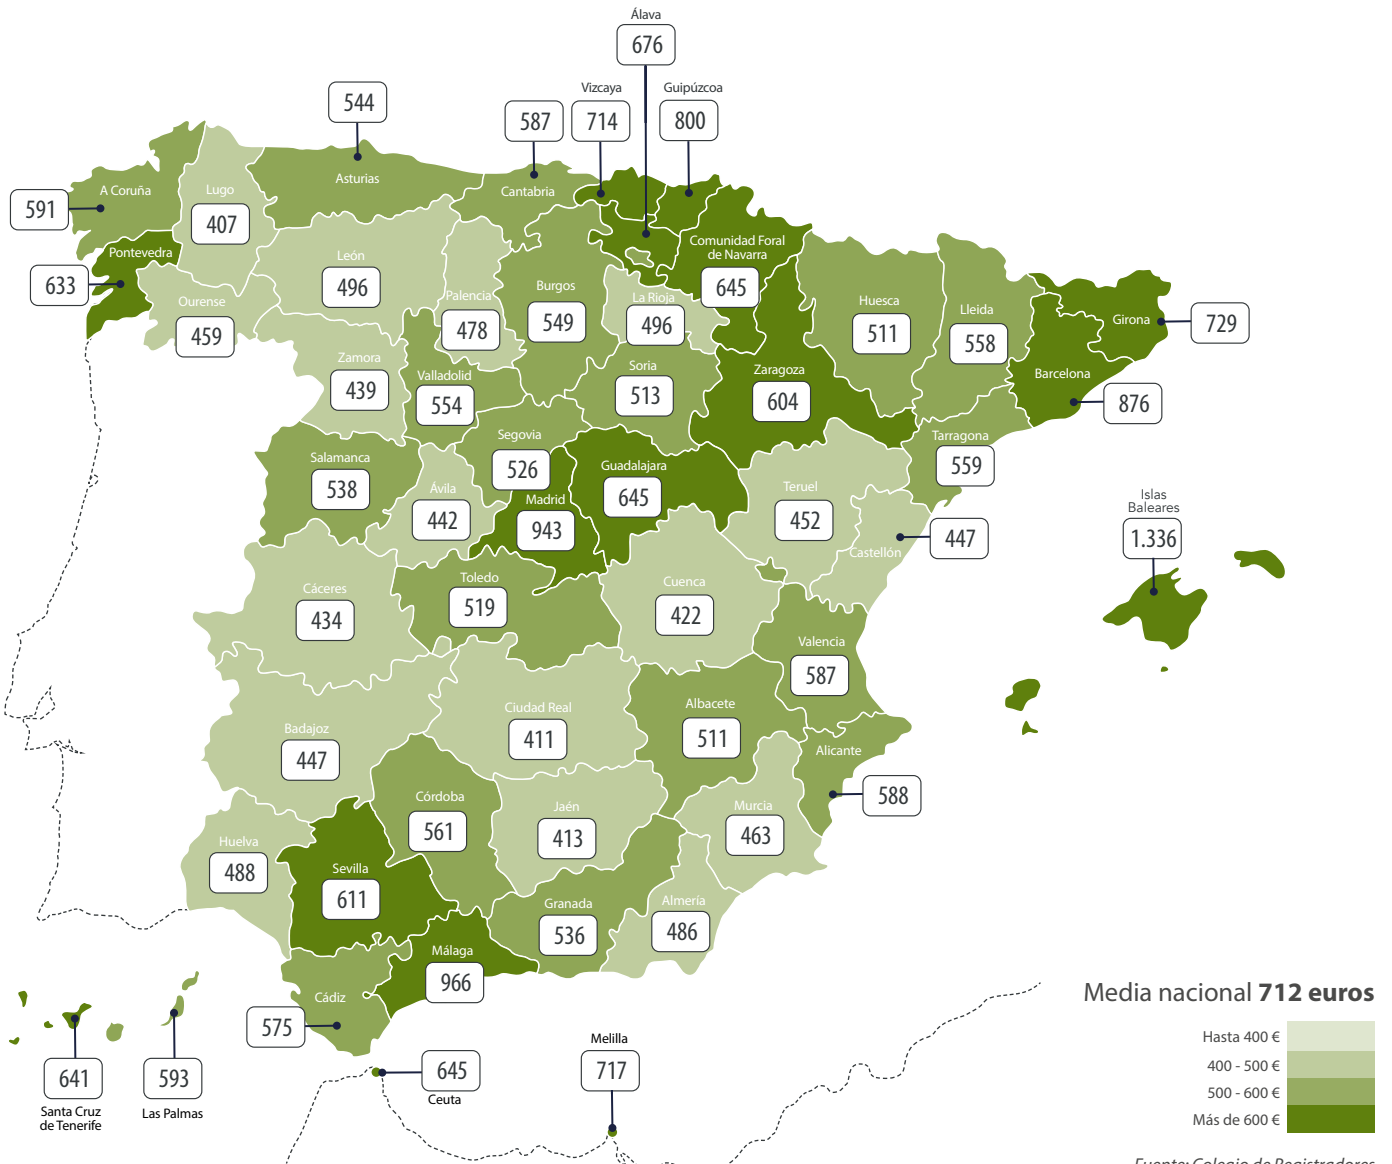 Álava
676
Vizcaya
714
Guipúzcoa
800
544
Asturias
587
Cantabria
A Coruña
591
Lugo
407
Pontevedra
633
Ourense
459
León
496
Palencia
478
Burgos
549
La Rioja
496
Comunidad Foral
de Navarra
645
Huesca
511
Lleida
558
Girona
729
Barcelona
876
Zamora
439
Valladolid
554
Soria
513
Zaragoza
604
Tarragona
559
Salamanca
538
Ávila
442
Segovia
526
Madrid
943
Guadalajara
645
Teruel
452
Castellón
447
Islas
Baleares
1.336
Cáceres
434
Toledo
519
Cuenca
422
Valencia
587
Badajoz
447
Ciudad Real
411
Albacete
511
Alicante
588
Huelva
488
Sevilla
611
Córdoba
561
Jaén
413
Murcia
463
Granada
536
Almería
486
Málaga
966
Cádiz
575
641
Santa Cruz
de Tenerife
593
Las Palmas
645
Ceuta
Melilla
717
Media nacional 712 euros
Hasta 400 €
400 - 500 €
500 - 600 €
Más de 600 €
Fuente: Colegio de Registradores